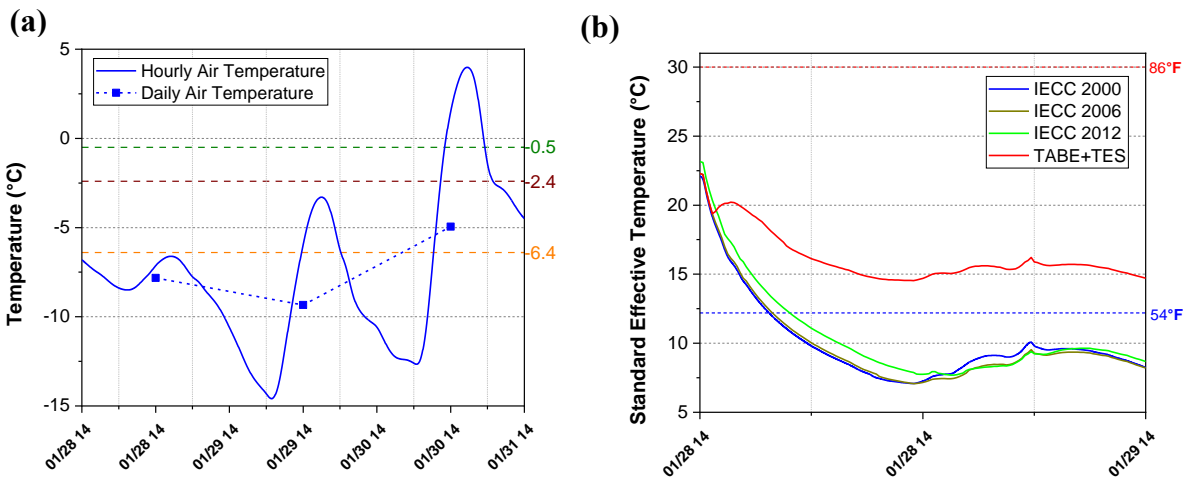 (a)
Temperature (°C)
5
0
-5
-10
-15
Hourly Air Temperature
Daily Air Temperature
-0.5
-2.4
-6.4
01/28 14
01/28 14
01/29 14
01/29 14
01/30 14
01/30 14
01/31 14
(b)
Standard Effective Temperature (°C)
30
25
20
15
10
5
86°F
IECC 2000
IECC 2006
IECC 2012
TABE+TES
54°F
01/28 14
01/28 14
01/29 14